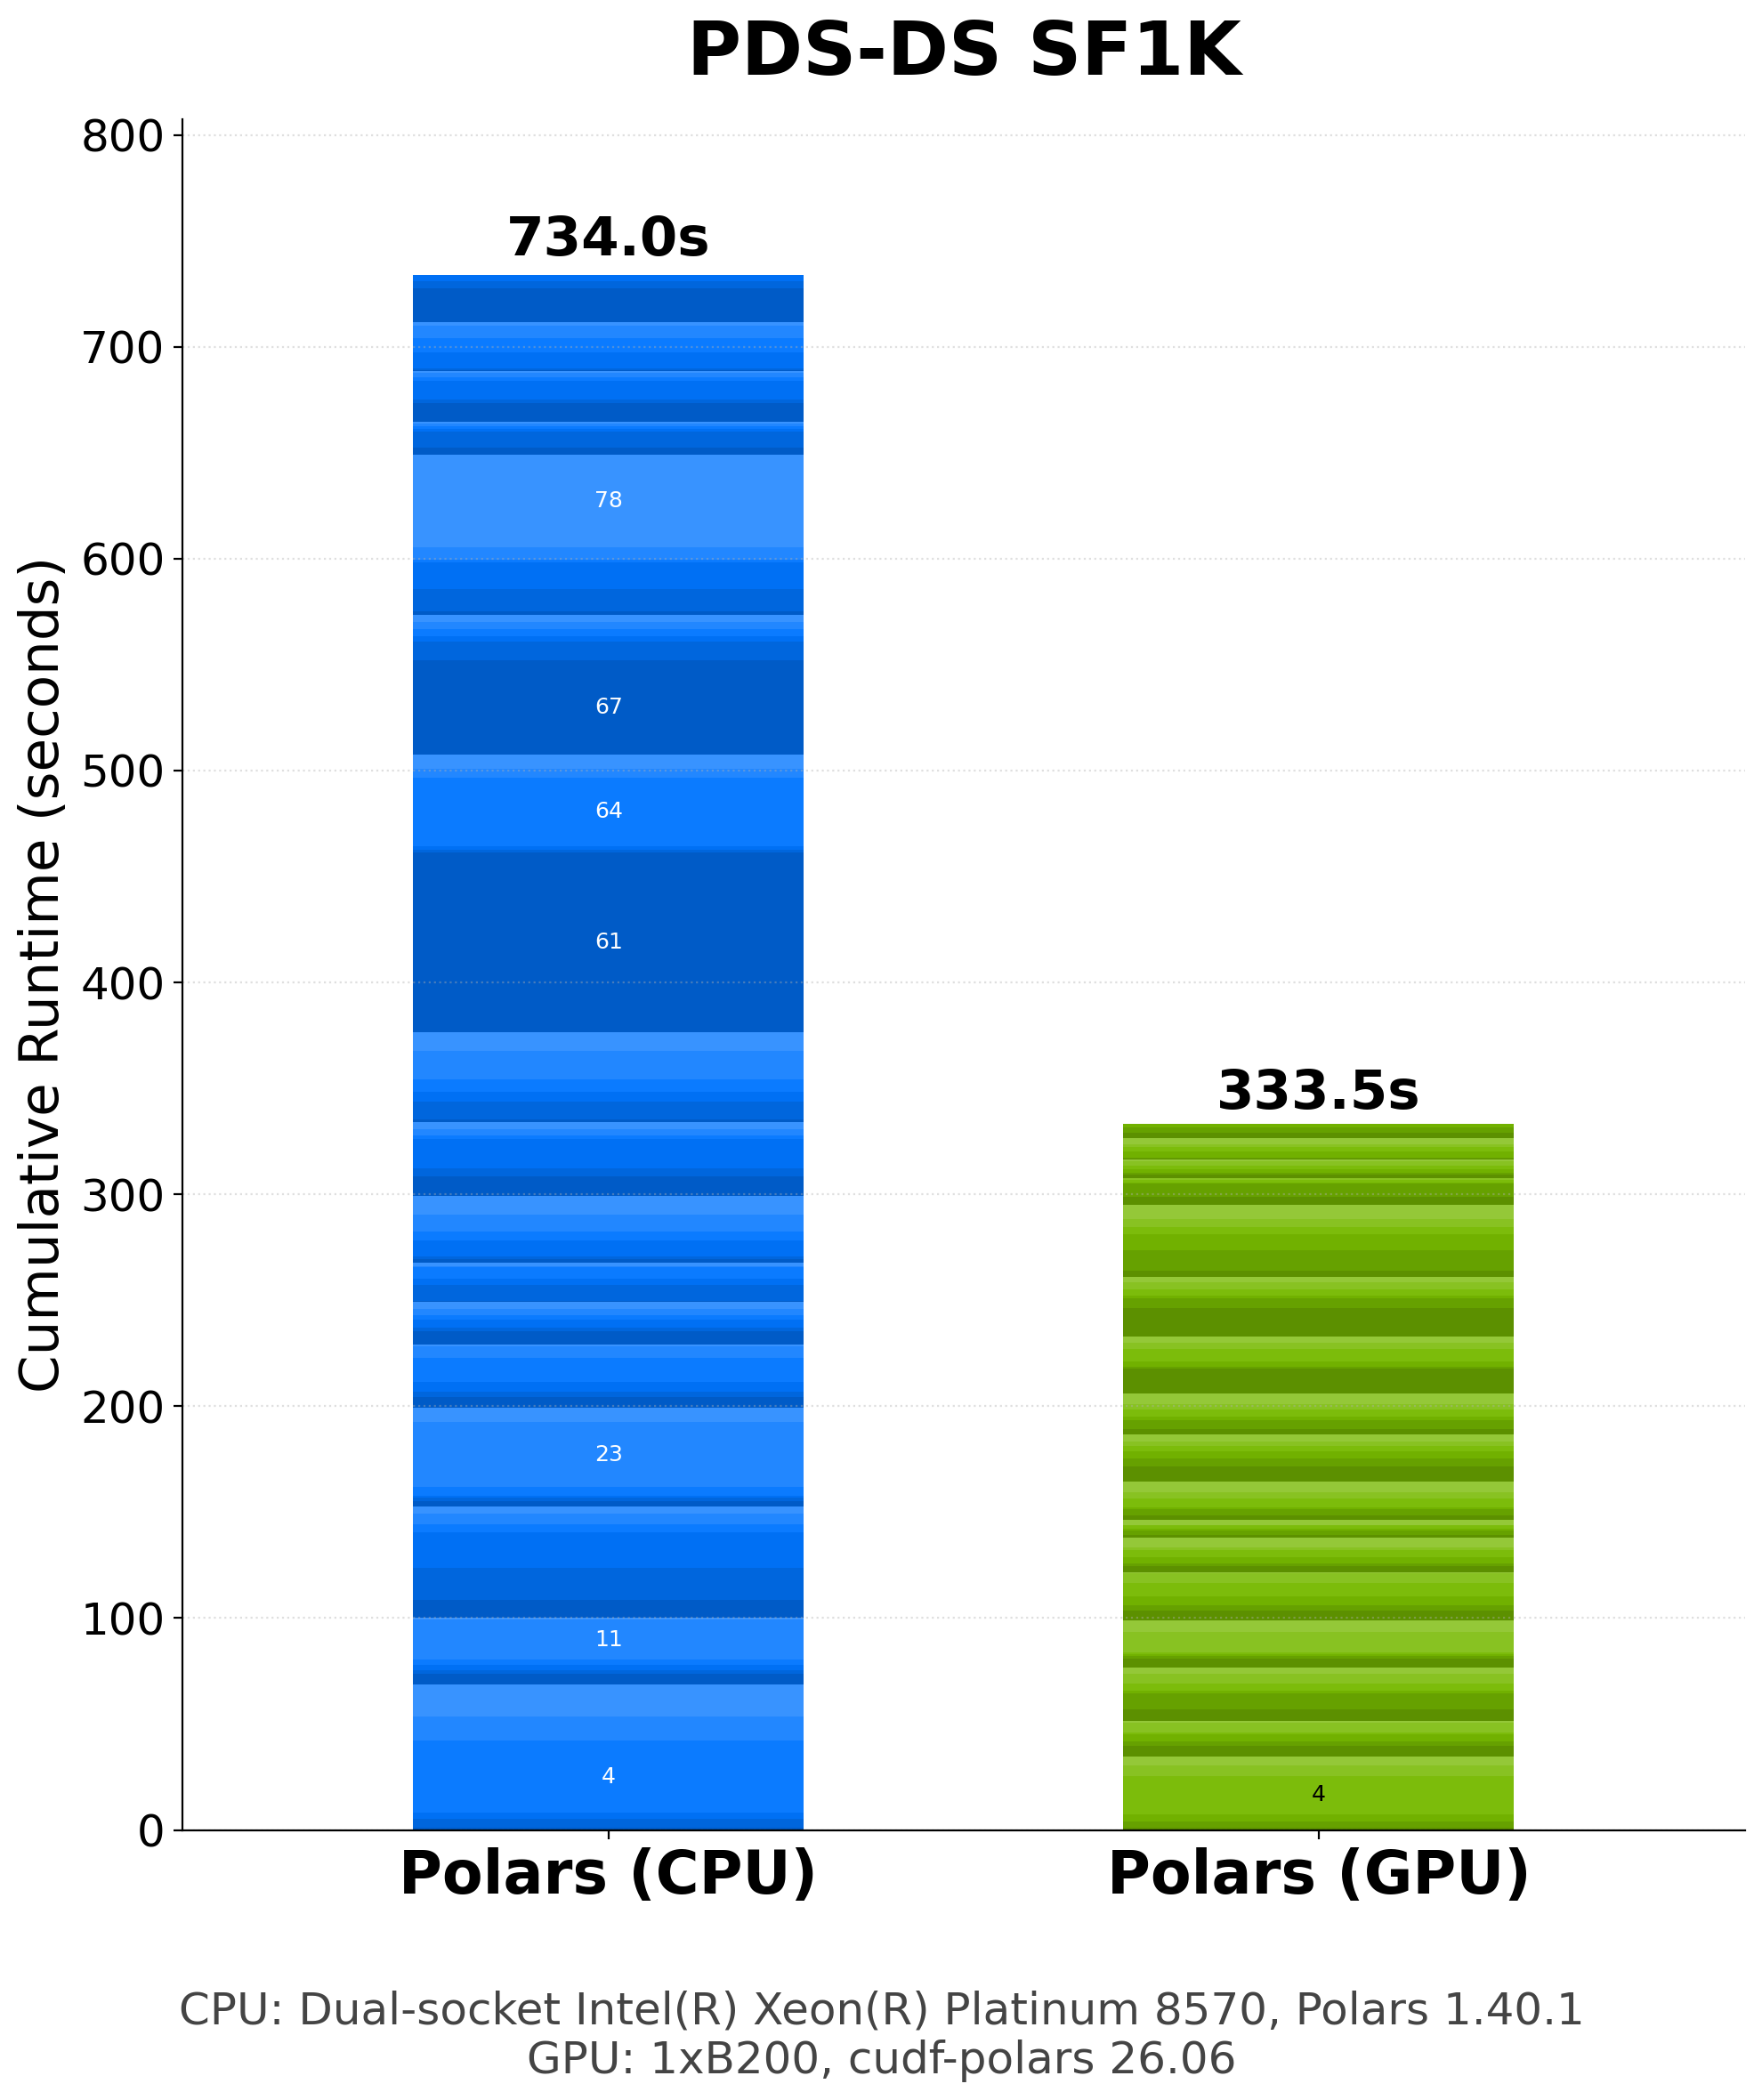 PDS-DS SF1K
Cumulative Runtime (seconds)
800
700
600
500
400
300
200
100
0
734.0s
78
67
64
61
23
11
4
333.5s
4
Polars (CPU)
Polars (GPU)
CPU: Dual-socket Intel(R) Xeon(R) Platinum 8570, Polars 1.40.1
GPU: 1xB200, cudf-polars 26.06